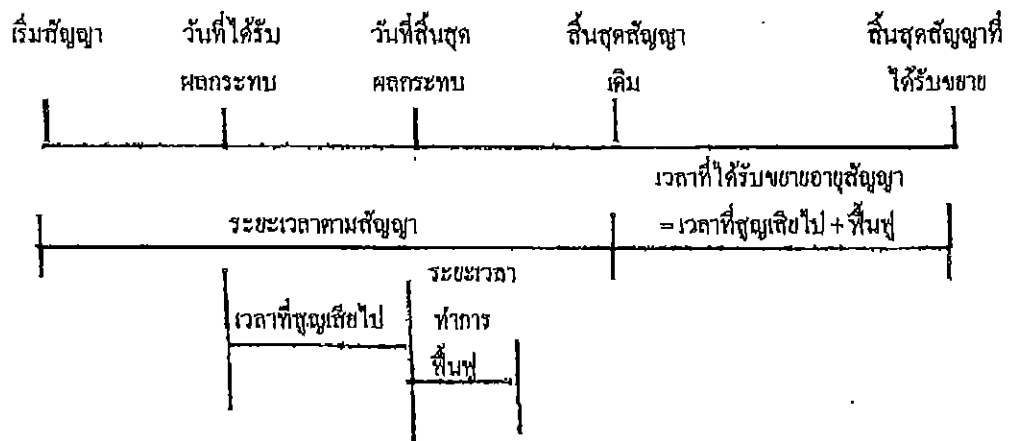 เริ่มสัญญา วันที่ได้รับ วันที่สิ้นสุด สิ้นสุดสัญญา สิ้นสุดสัญญาที่
ผลกระทบ ผลกระทบ เดิม ได้รับขยาย
เวลาที่ได้รับขยายอายุสัญญา
ระยะเวลาตามสัญญา = เวลาที่สูญเสียไป + ฟื้นฟู
ระยะเวลา
เวลาที่สูญเสียไป ทำการ
ฟื้นฟู